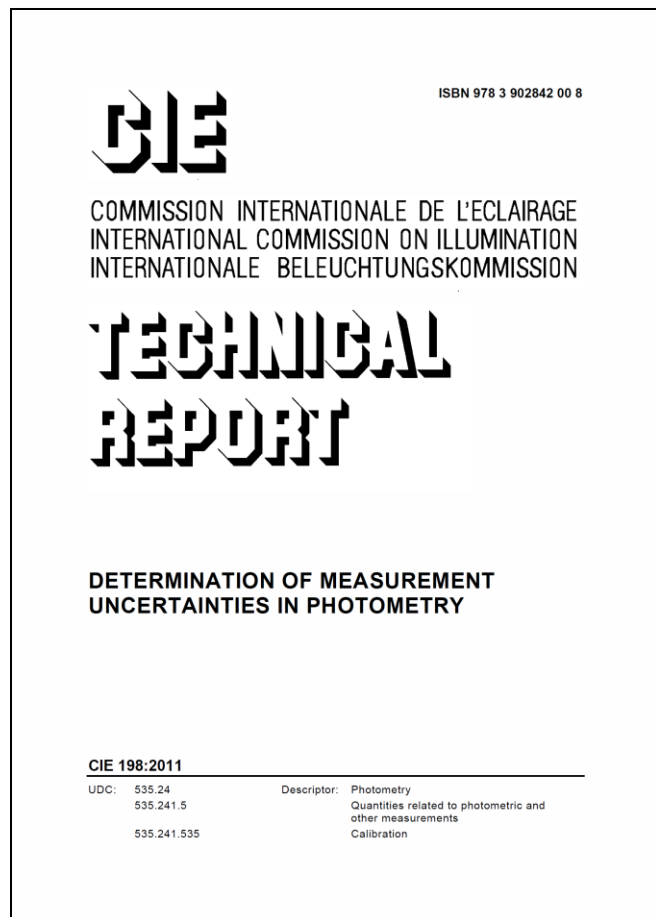 ISBN 978 3 902842 00 8
CIE
COMMISSION INTERNATIONALE DE L'ECLAIRAGE
INTERNATIONAL COMMISSION ON ILLUMINATION
INTERNATIONALE BELEUCHTUNGSKOMMISSION
TECHNICAL
REPORT
DETERMINATION OF MEASUREMENT
UNCERTAINTIES IN PHOTOMETRY
CIE 198:2011
UDC: 535.24 Descriptor: Photometry
535.241.5 Quantities related to photometric and
other measurements
535.241.535 Calibration